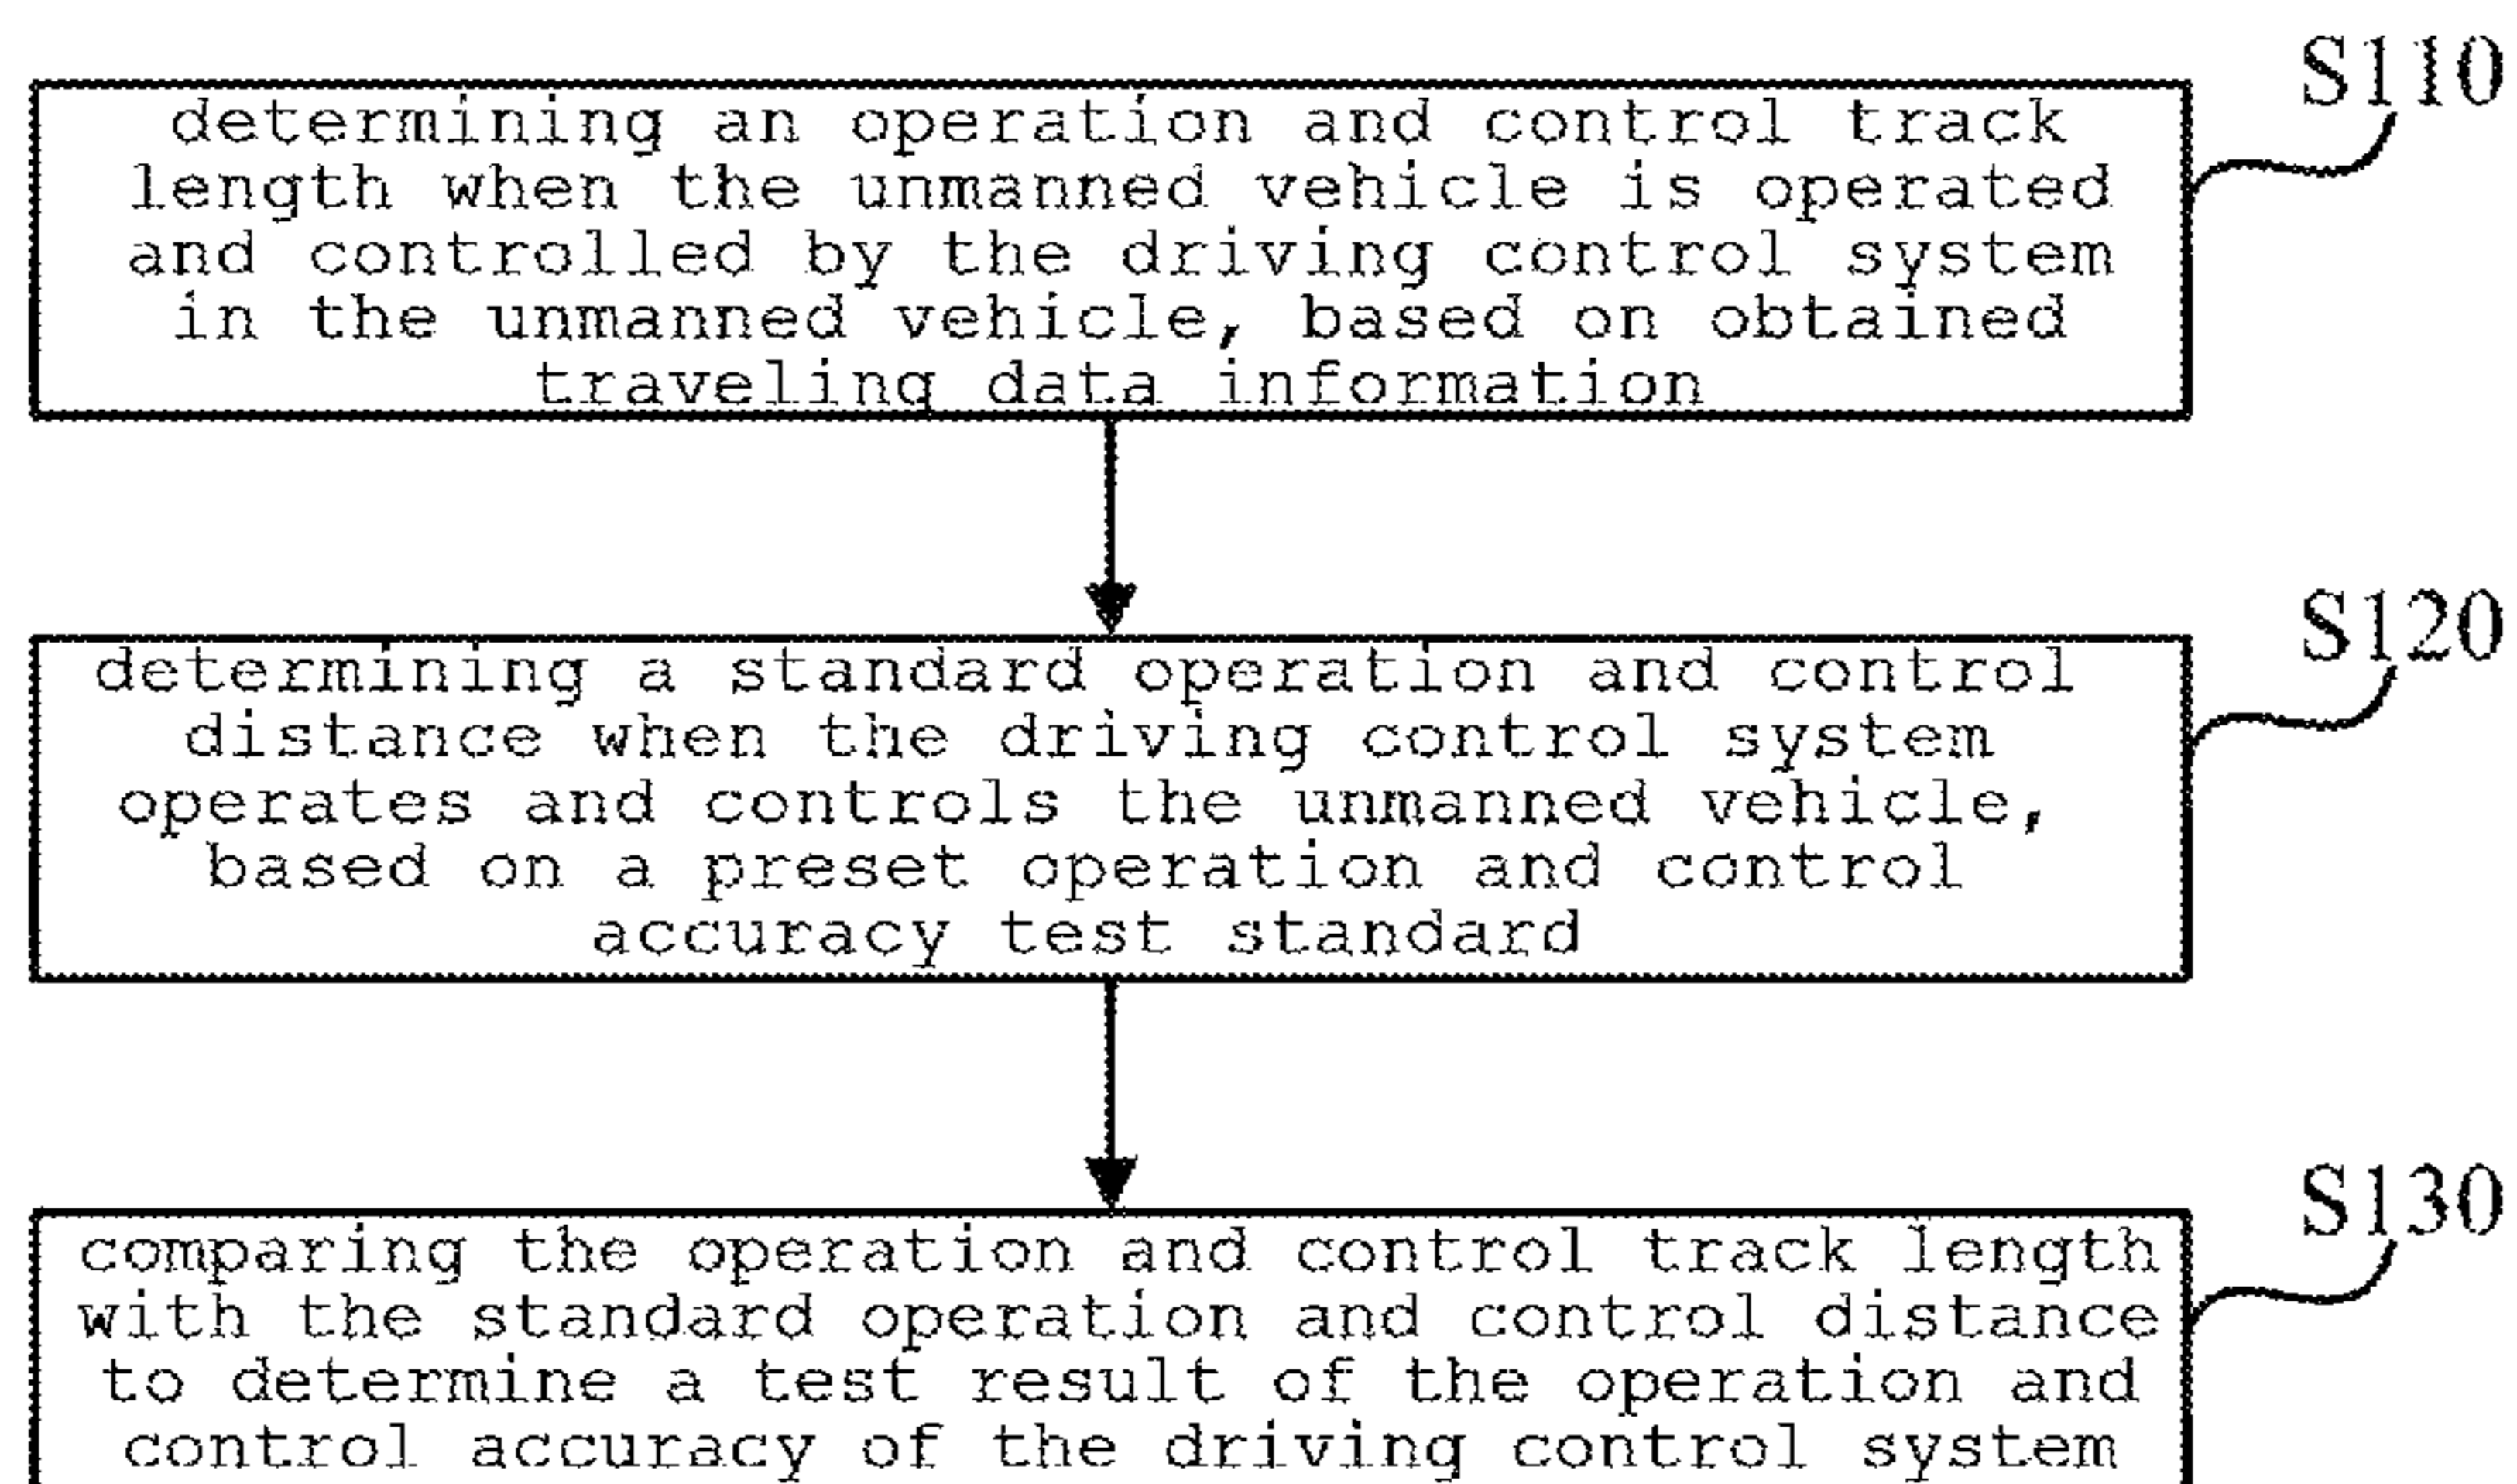 S110
determining an operation and control track
length when the unmanned vehicle is operated
and controlled by the driving control system
in the unmanned vehicle, based on obtained
traveling data information
S120
determining a standard operation and control
distance when the driving control system
operates and controls the unmanned vehicle,
based on a preset operation and control
accuracy test standard
S130
comparing the operation and control track length
with the standard operation and control distance
to determine a test result of the operation and
control accuracy of the driving control system